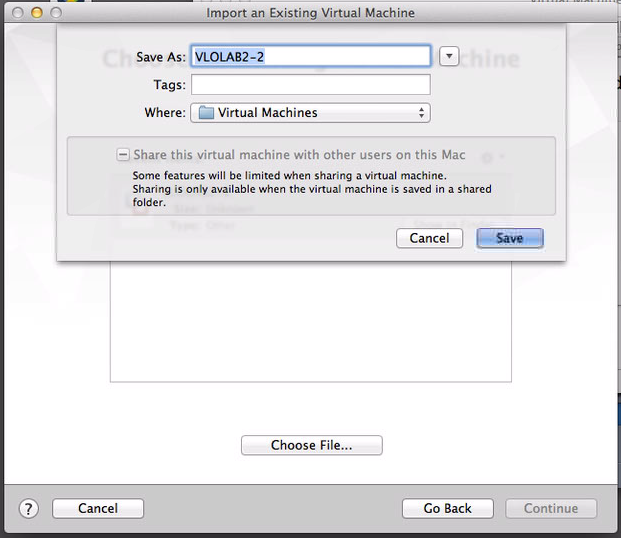 Import an Existing Virtual Machine
Save As: VLOLAB2-2
Tags:
Where: Virtual Machines
Share this virtual machine with other users on this Mac
Some features will be limited when sharing a virtual machine.
Sharing is only available when the virtual machine is saved in a shared
folder.
Cancel Save
Choose File...
? Cancel Go Back Continue